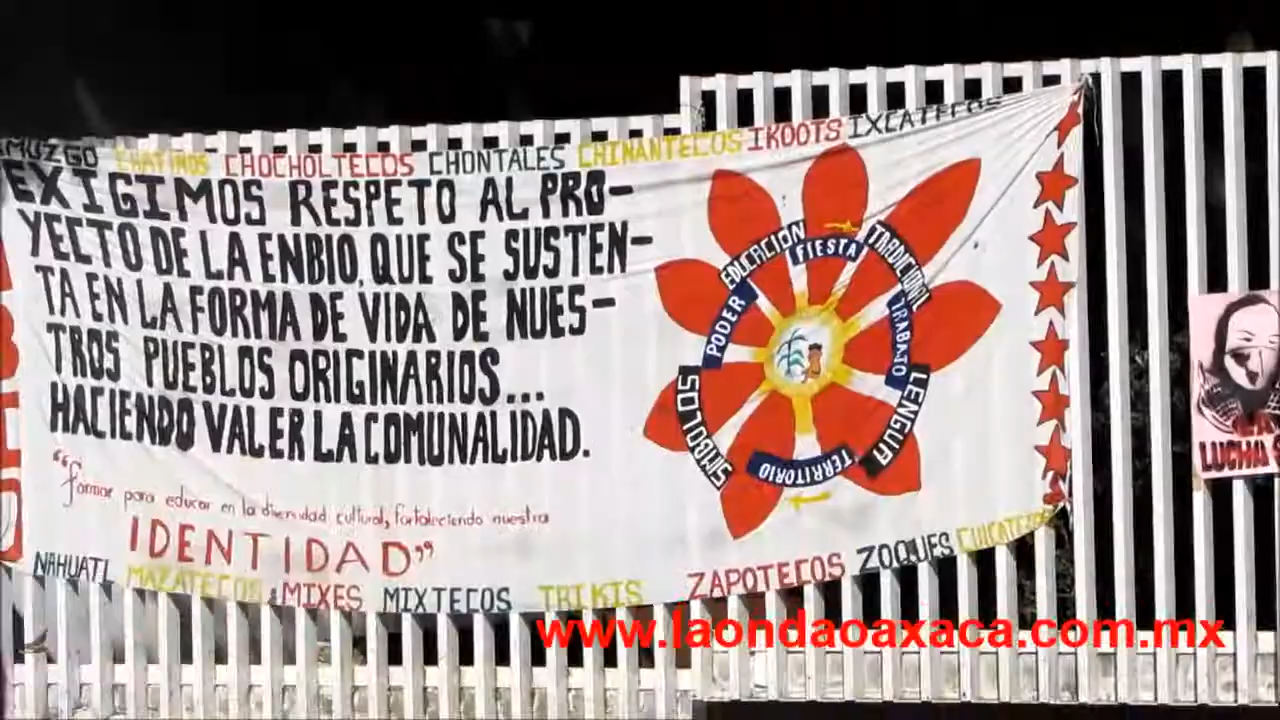 AMUZGO CHATINOS CHOCHOLTECOS CHONTALES CHINANTECOS IKOOTS IXCATECOS
EXIGIMOS RESPETO AL PRO-
YECTO DE LA ENBIO, QUE SE SUSTEN-
TA EN LA FORMA DE VIDA DE NUES-
TROS PUEBLOS ORIGINARIOS...
HACIENDO VALER LA COMUNALIDAD.
"formar para educar en la diversidad cultural, fortaleciendo nuestra
IDENTIDAD"
NAHUATL MAZATECOS MIXES MIXTECOS TRIKIS ZAPOTECOS ZOQUES CUICATECOS
EDUCACIÓN
FIESTA
TRADICIONAL
PODER
TRABAJO
SIMBOLOS
LENGUA
TERRITORIO
LA
LUCHA
www.laondaoaxaca.com.mx